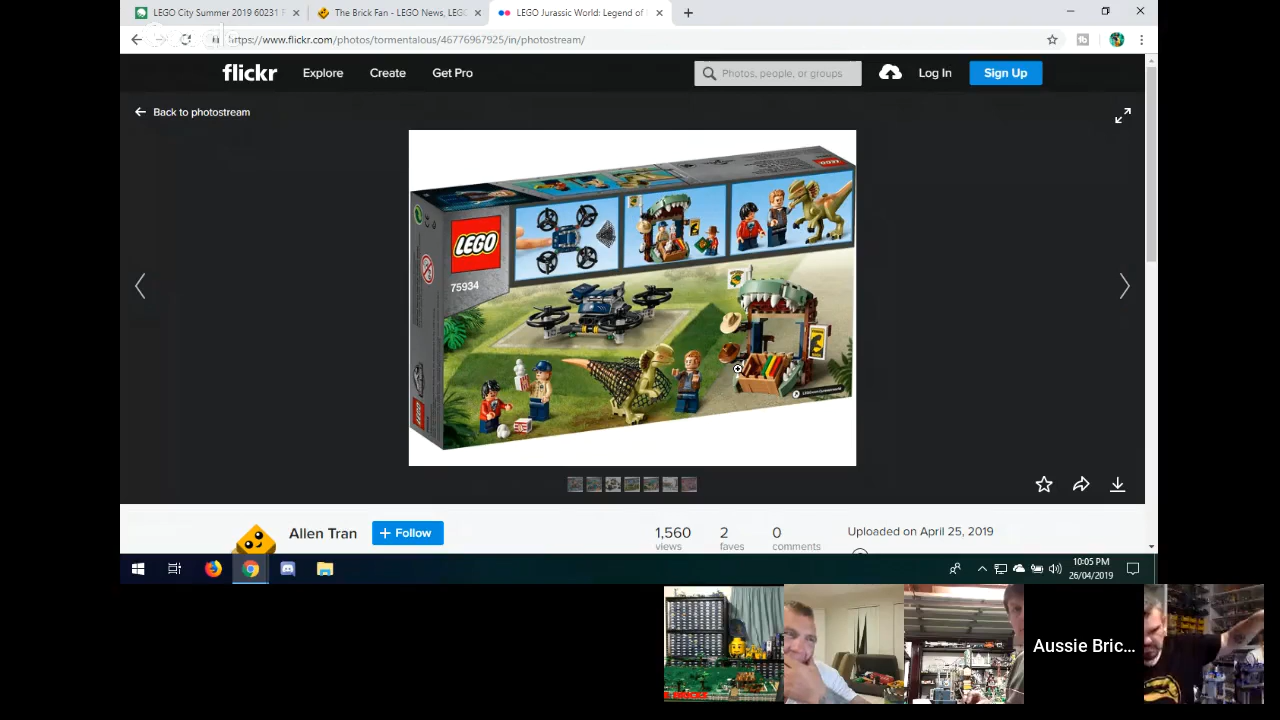 LEGO City Summer 2019 60231 F
The Brick Fan - LEGO News, LEGO
LEGO Jurassic World: Legend of
https://www.flickr.com/photos/tormentalous/46776967925/in/photostream/
flickr
Explore
Create
Get Pro
Photos, people, or groups
Log In
Sign Up
Back to photostream
LEGO
75934
Allen Tran
+ Follow
1,560
views
2
faves
0
comments
Uploaded on April 25, 2019
10:05 PM
26/04/2019
Aussie Bric...